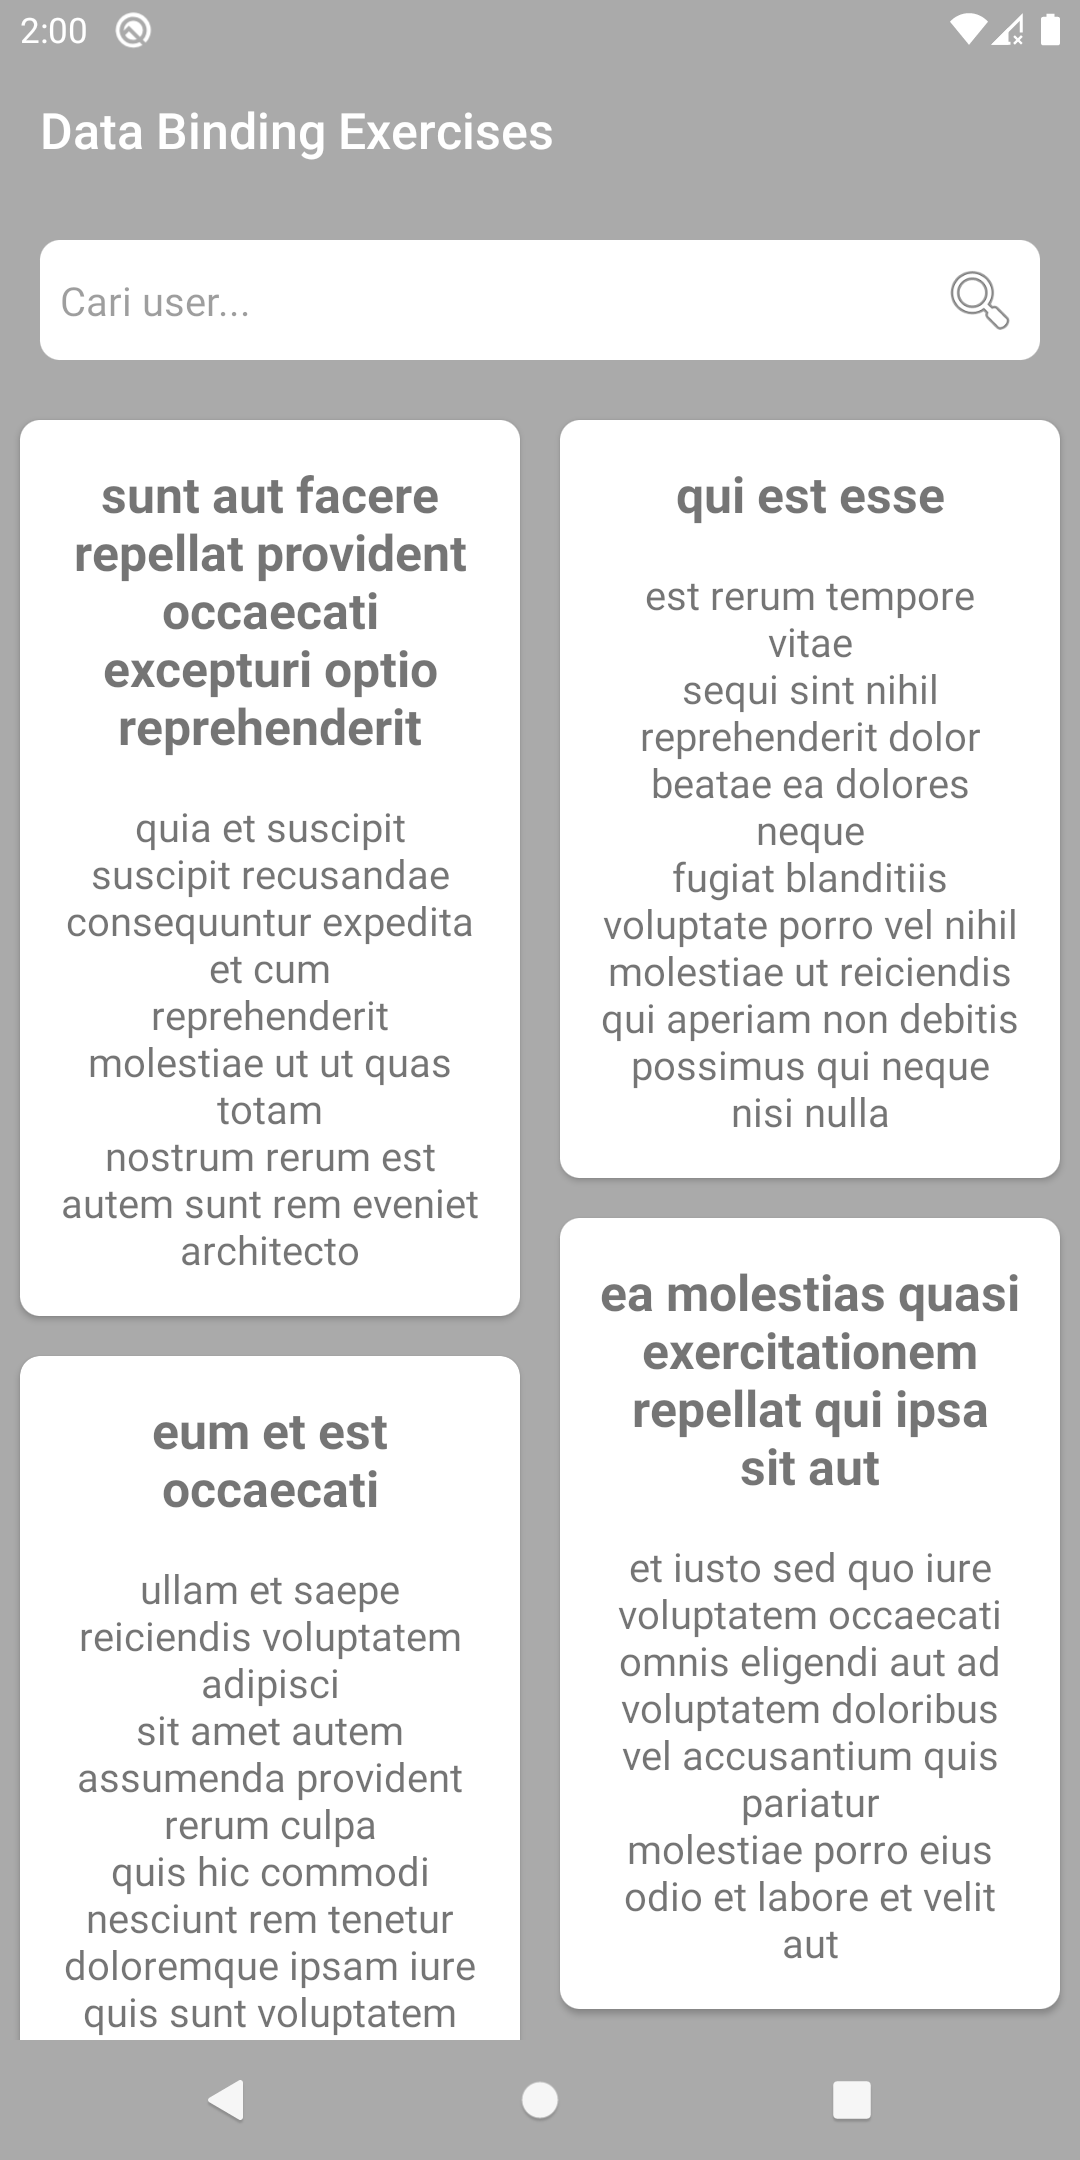 2:00
Data Binding Exercises
Cari user...
sunt aut facere
repellat provident
occaecati
excepturi optio
reprehenderit
quia et suscipit
suscipit recusandae
consequuntur expedita
et cum
reprehenderit
molestiae ut ut quas
totam
nostrum rerum est
autem sunt rem eveniet
architecto
qui est esse
est rerum tempore
vitae
sequi sint nihil
reprehenderit dolor
beatae ea dolores
neque
fugiat blanditiis
voluptate porro vel nihil
molestiae ut reiciendis
qui aperiam non debitis
possimus qui neque
nisi nulla
eum et est
occaecati
ullam et saepe
reiciendis voluptatem
adipisci
sit amet autem
assumenda provident
rerum culpa
quis hic commodi
nesciunt rem tenetur
doloremque ipsam iure
quis sunt voluptatem
ea molestias quasi
exercitationem
repellat qui ipsa
sit aut
et iusto sed quo iure
voluptatem occaecati
omnis eligendi aut ad
voluptatem doloribus
vel accusantium quis
pariatur
molestiae porro eius
odio et labore et velit
aut